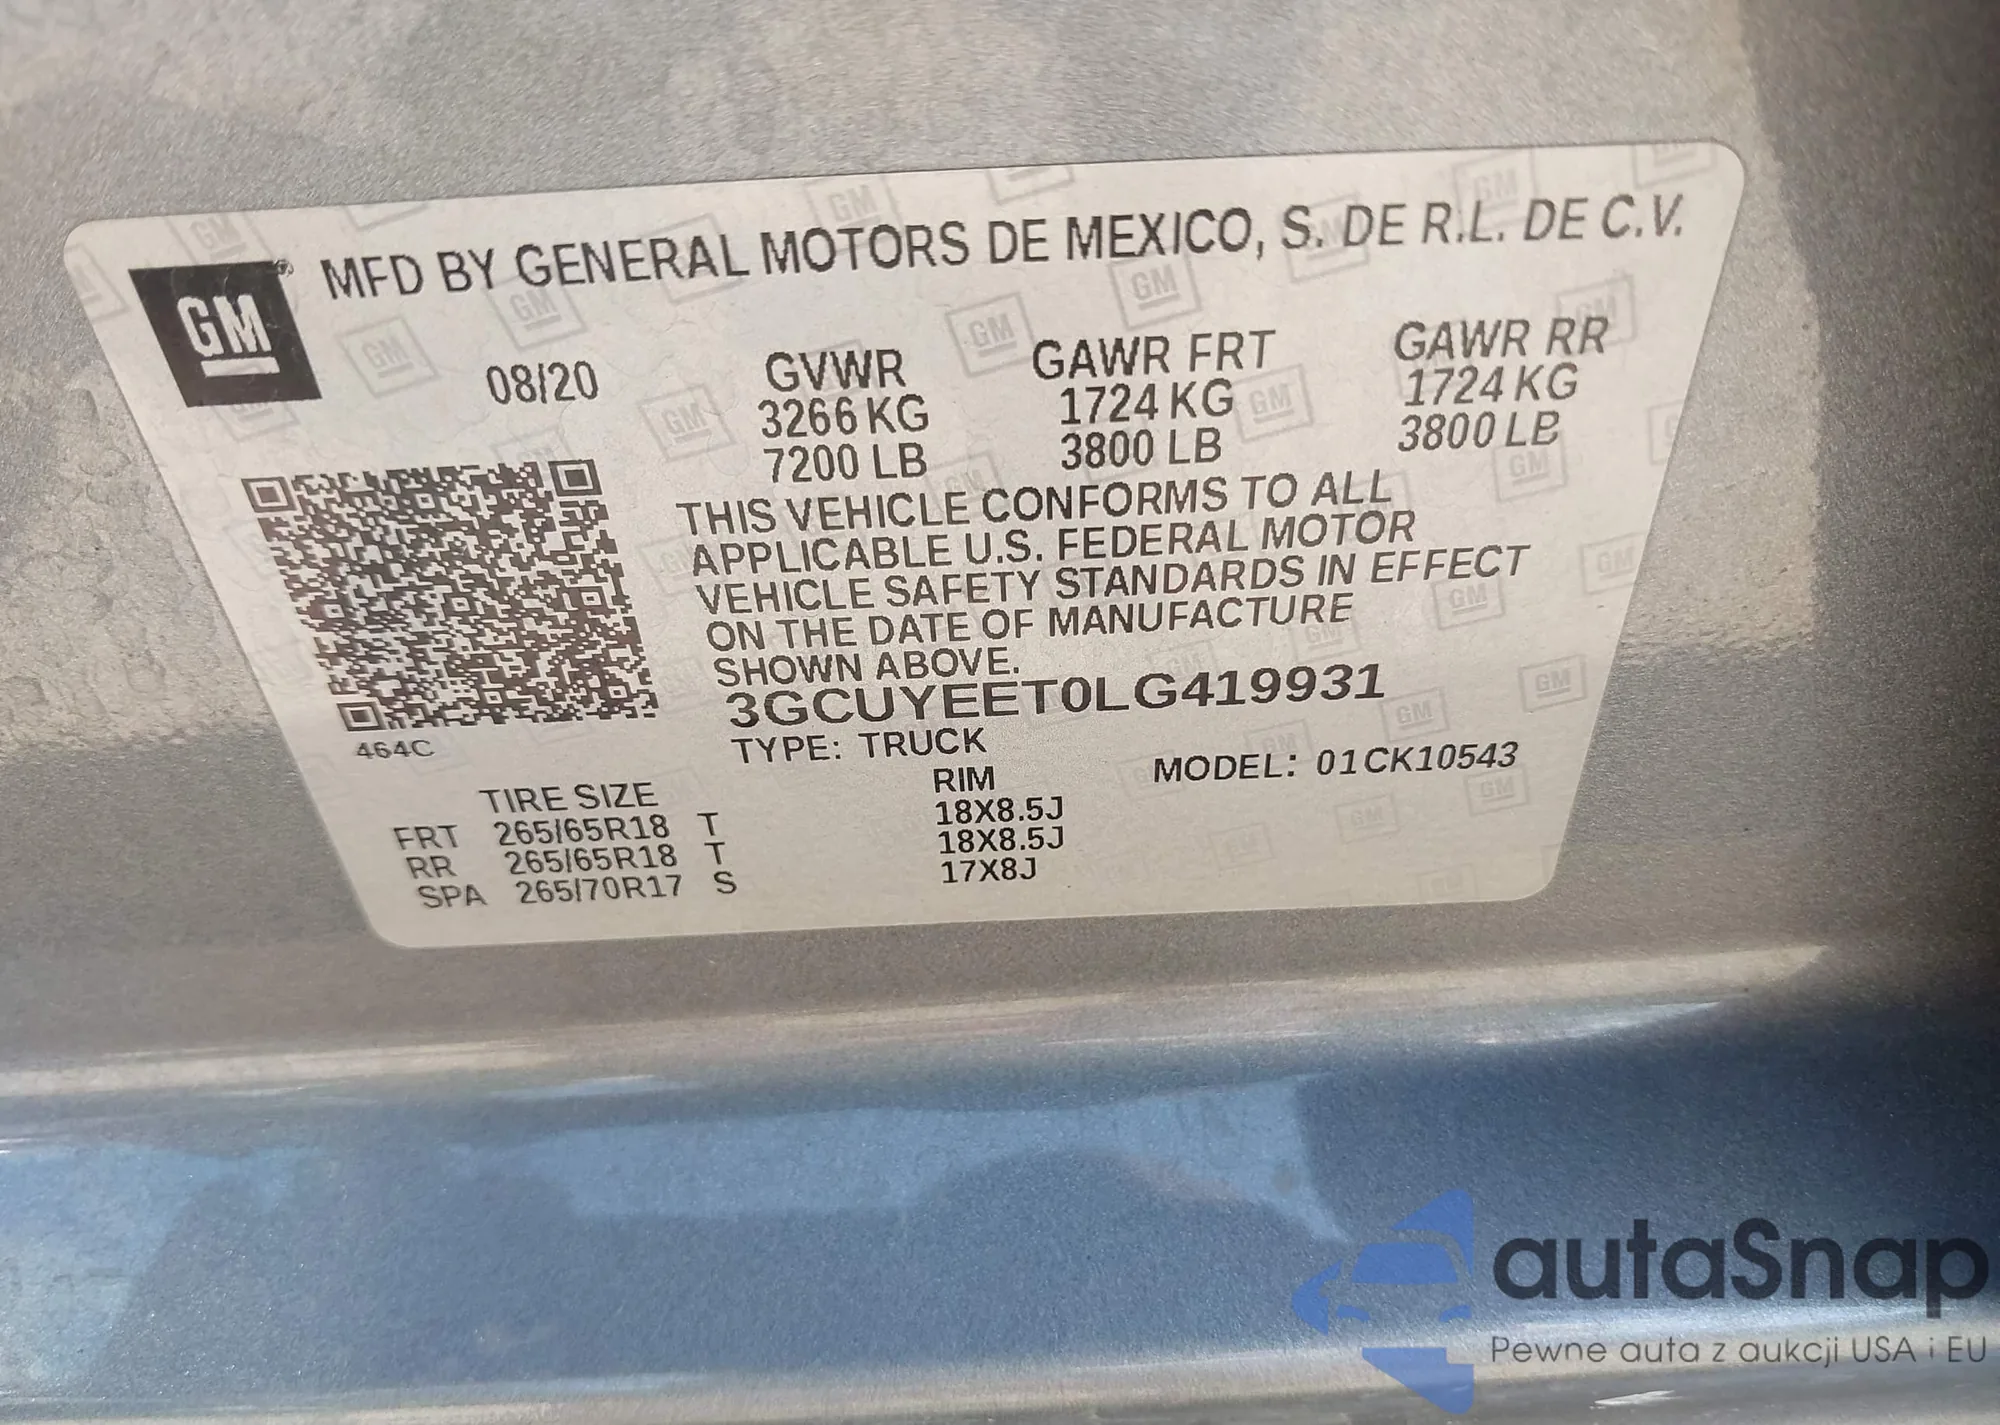 GM
MFD BY GENERAL MOTORS DE MEXICO, S. DE R.L. DE C.V.
08/20
GVWR
3266 KG
7200 LB
GAWR FRT
1724 KG
3800 LB
GAWR RR
1724 KG
3800 LB
THIS VEHICLE CONFORMS TO ALL
APPLICABLE U.S. FEDERAL MOTOR
VEHICLE SAFETY STANDARDS IN EFFECT
ON THE DATE OF MANUFACTURE
SHOWN ABOVE.
3GCUYEET0LG419931
464C
TYPE: TRUCK
MODEL: 01CK10543
TIRE SIZE RIM
FRT 265/65R18 T 18X8.5J
RR 265/65R18 T 18X8.5J
SPA 265/70R17 S 17X8J
autaSnap
Pewne auta z aukcji USA i EU